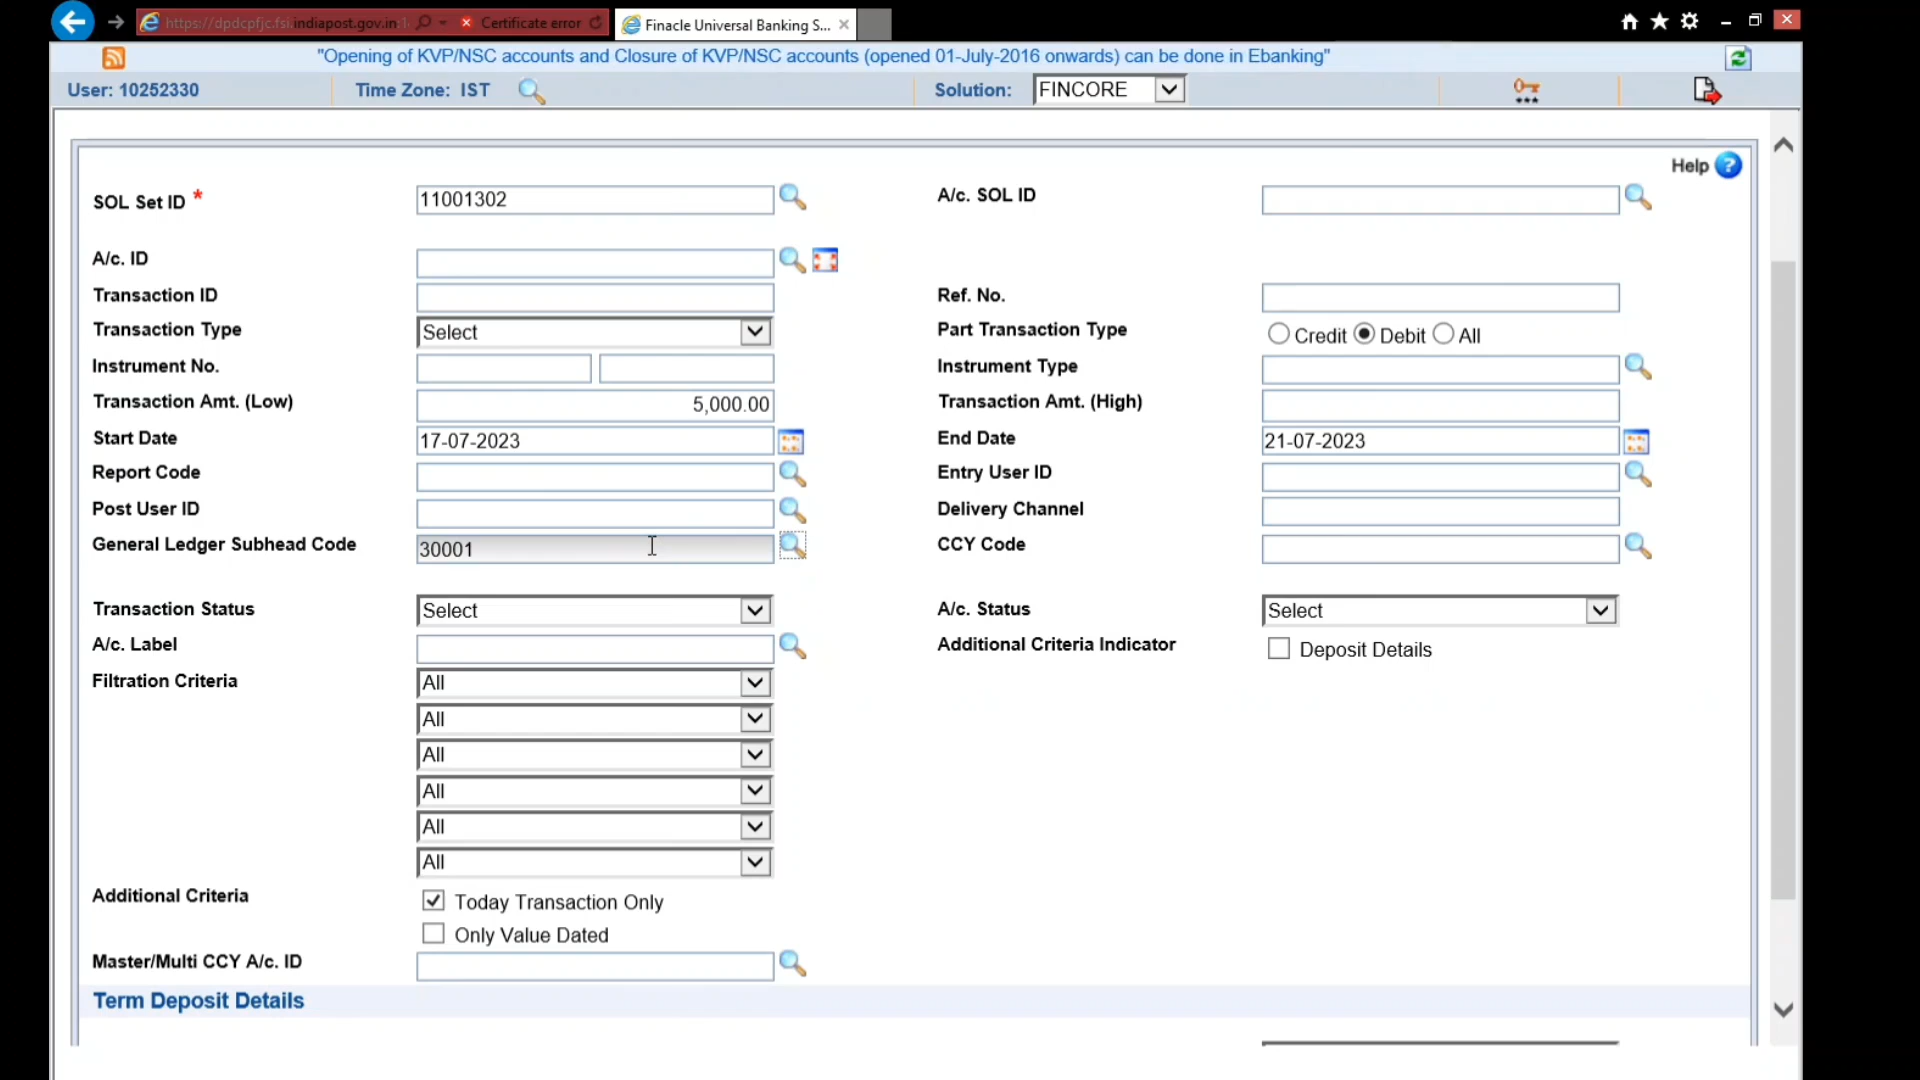 https://dpdcpfjc.fsi.indiapost.gov.in
Certificate error
Finacle Universal Banking S...
"Opening of KVP/NSC accounts and Closure of KVP/NSC accounts (opened 01-July-2016 onwards) can be done in Ebanking"
User: 10252330 Time Zone: IST Solution: FINCORE
Help
SOL Set ID * 11001302 A/c. SOL ID
A/c. ID
Transaction ID Ref. No.
Transaction Type Select Part Transaction Type Credit Debit All
Instrument No. Instrument Type
Transaction Amt. (Low) 5,000.00 Transaction Amt. (High)
Start Date 17-07-2023 End Date 21-07-2023
Report Code Entry User ID
Post User ID Delivery Channel
General Ledger Subhead Code 30001 CCY Code
Transaction Status Select A/c. Status Select
A/c. Label Additional Criteria Indicator Deposit Details
Filtration Criteria All
All
All
All
All
All
Additional Criteria Today Transaction Only
Only Value Dated
Master/Multi CCY A/c. ID
Term Deposit Details